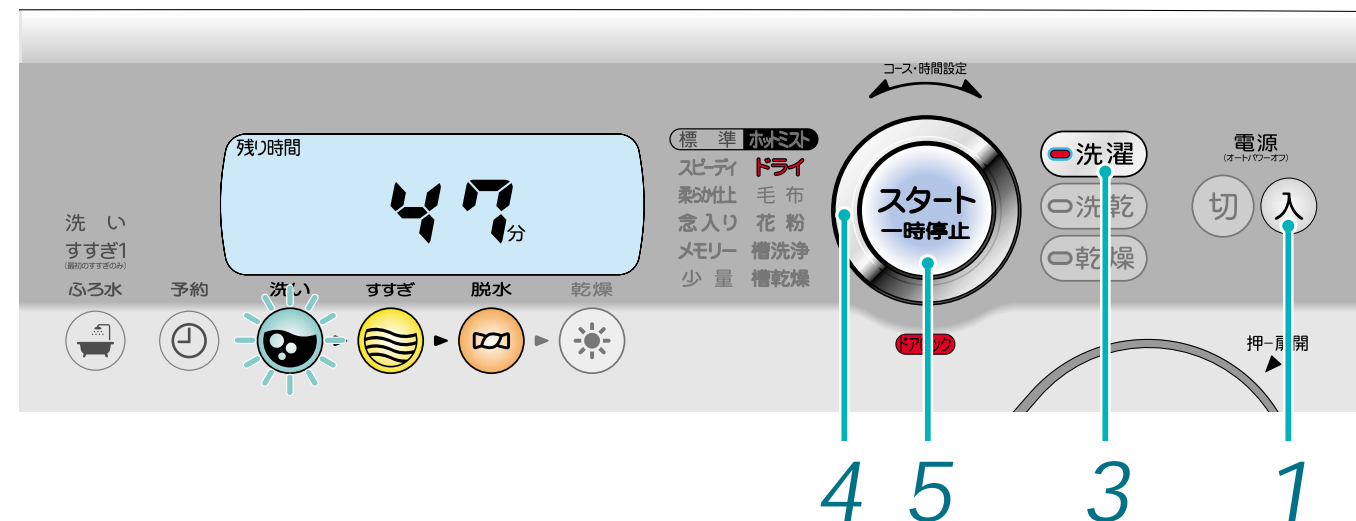 コース・時間設定
残り時間
47分
標 準 ホットミスト
スピーディ ドライ
柔らか仕上 毛 布
念入り 花 粉
メモリー 槽洗浄
少 量 槽乾燥
スタート
一時停止
洗濯
洗乾
乾燥
電源
(オートパワーオフ)
切 入
洗 い
すすぎ1
(最初のすすぎのみ)
ふろ水 予約 洗い すすぎ 脱水 乾燥
ドアロック
押-扉開
4 5 3 1